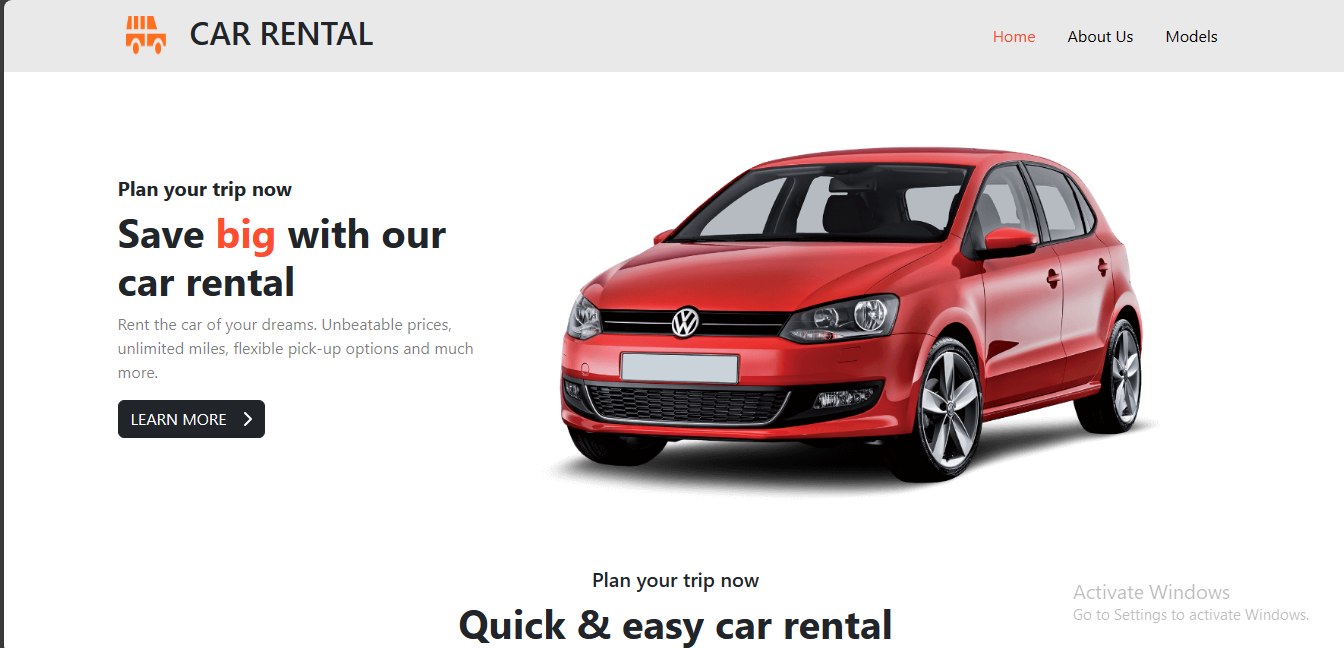 CAR RENTAL
Home About Us Models
Plan your trip now
Save big with our
car rental
Rent the car of your dreams. Unbeatable prices,
unlimited miles, flexible pick-up options and much
more.
LEARN MORE
Plan your trip now
Quick & easy car rental
Activate Windows
Go to Settings to activate Windows.